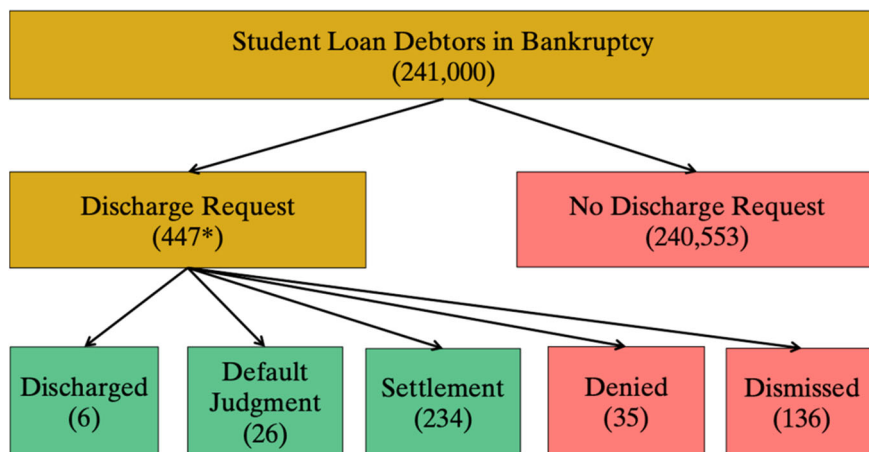 Student Loan Debtors in Bankruptcy
(241,000)
Discharge Request
(447*)
No Discharge Request
(240,553)
Discharged
(6)
Default
Judgment
(26)
Settlement
(234)
Denied
(35)
Dismissed
(136)